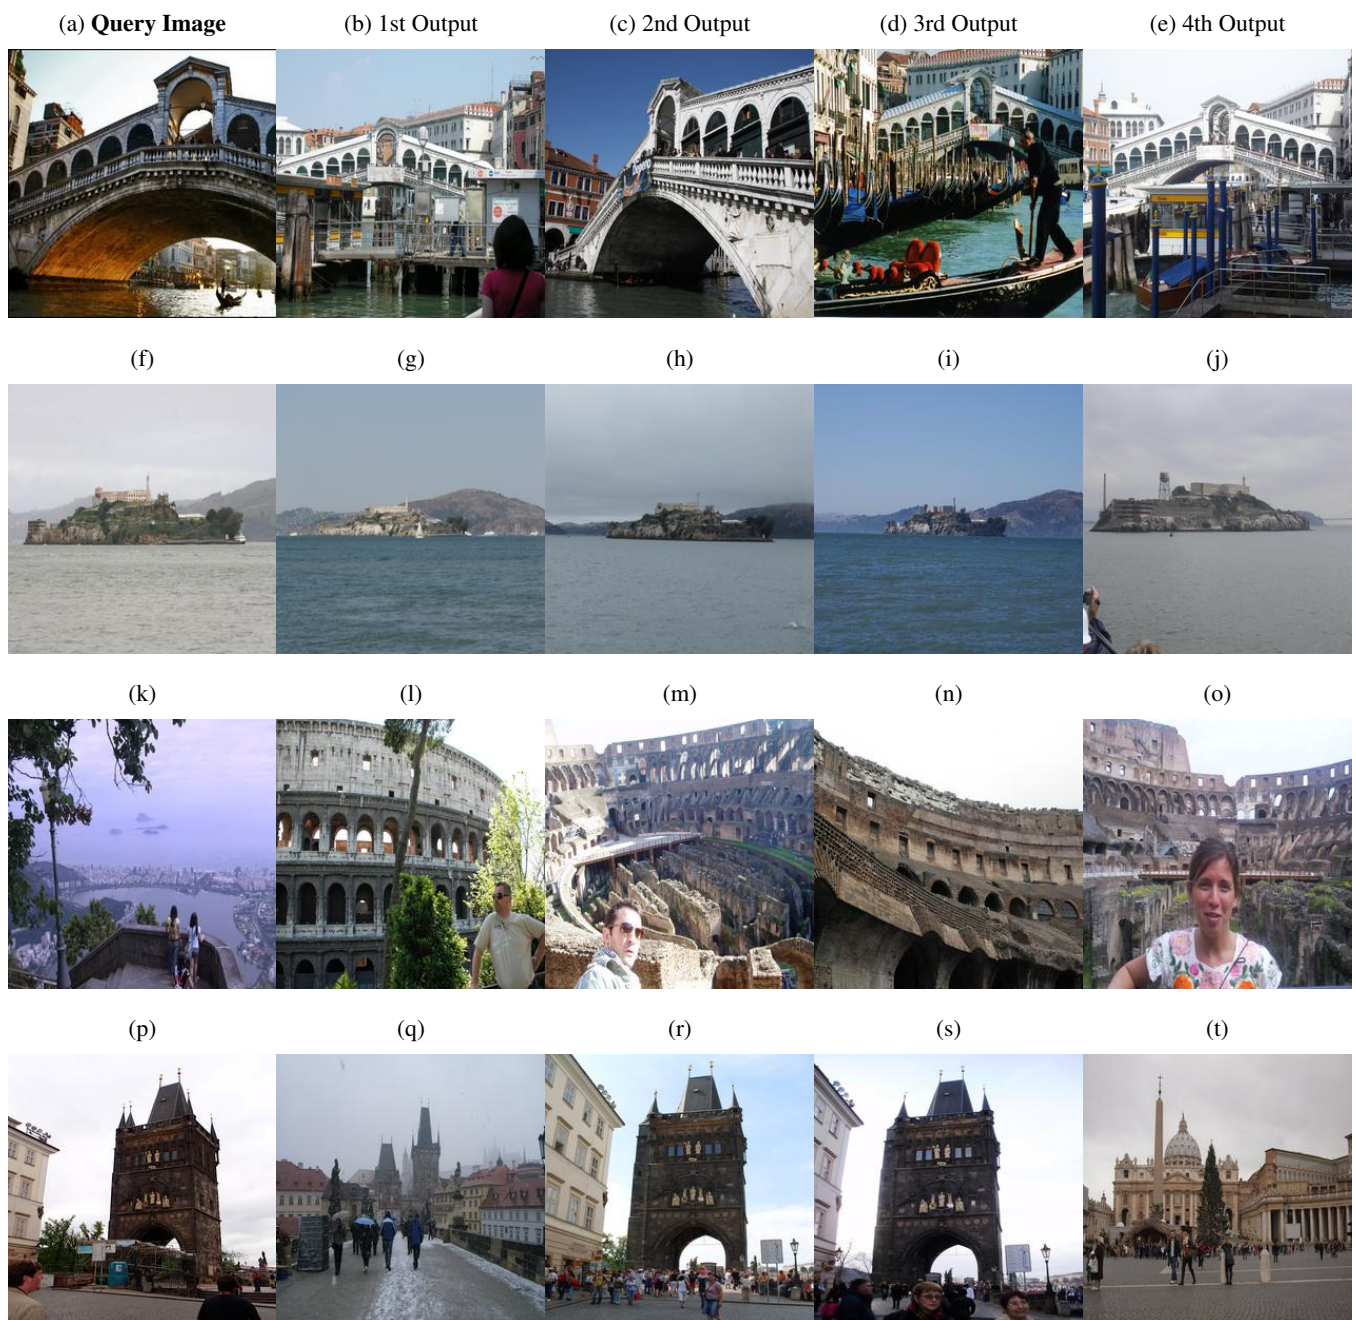 (a) Query Image (b) 1st Output (c) 2nd Output (d) 3rd Output (e) 4th Output
(f) (g) (h) (i) (j)
(k) (l) (m) (n) (o)
(p) (q) (r) (s) (t)